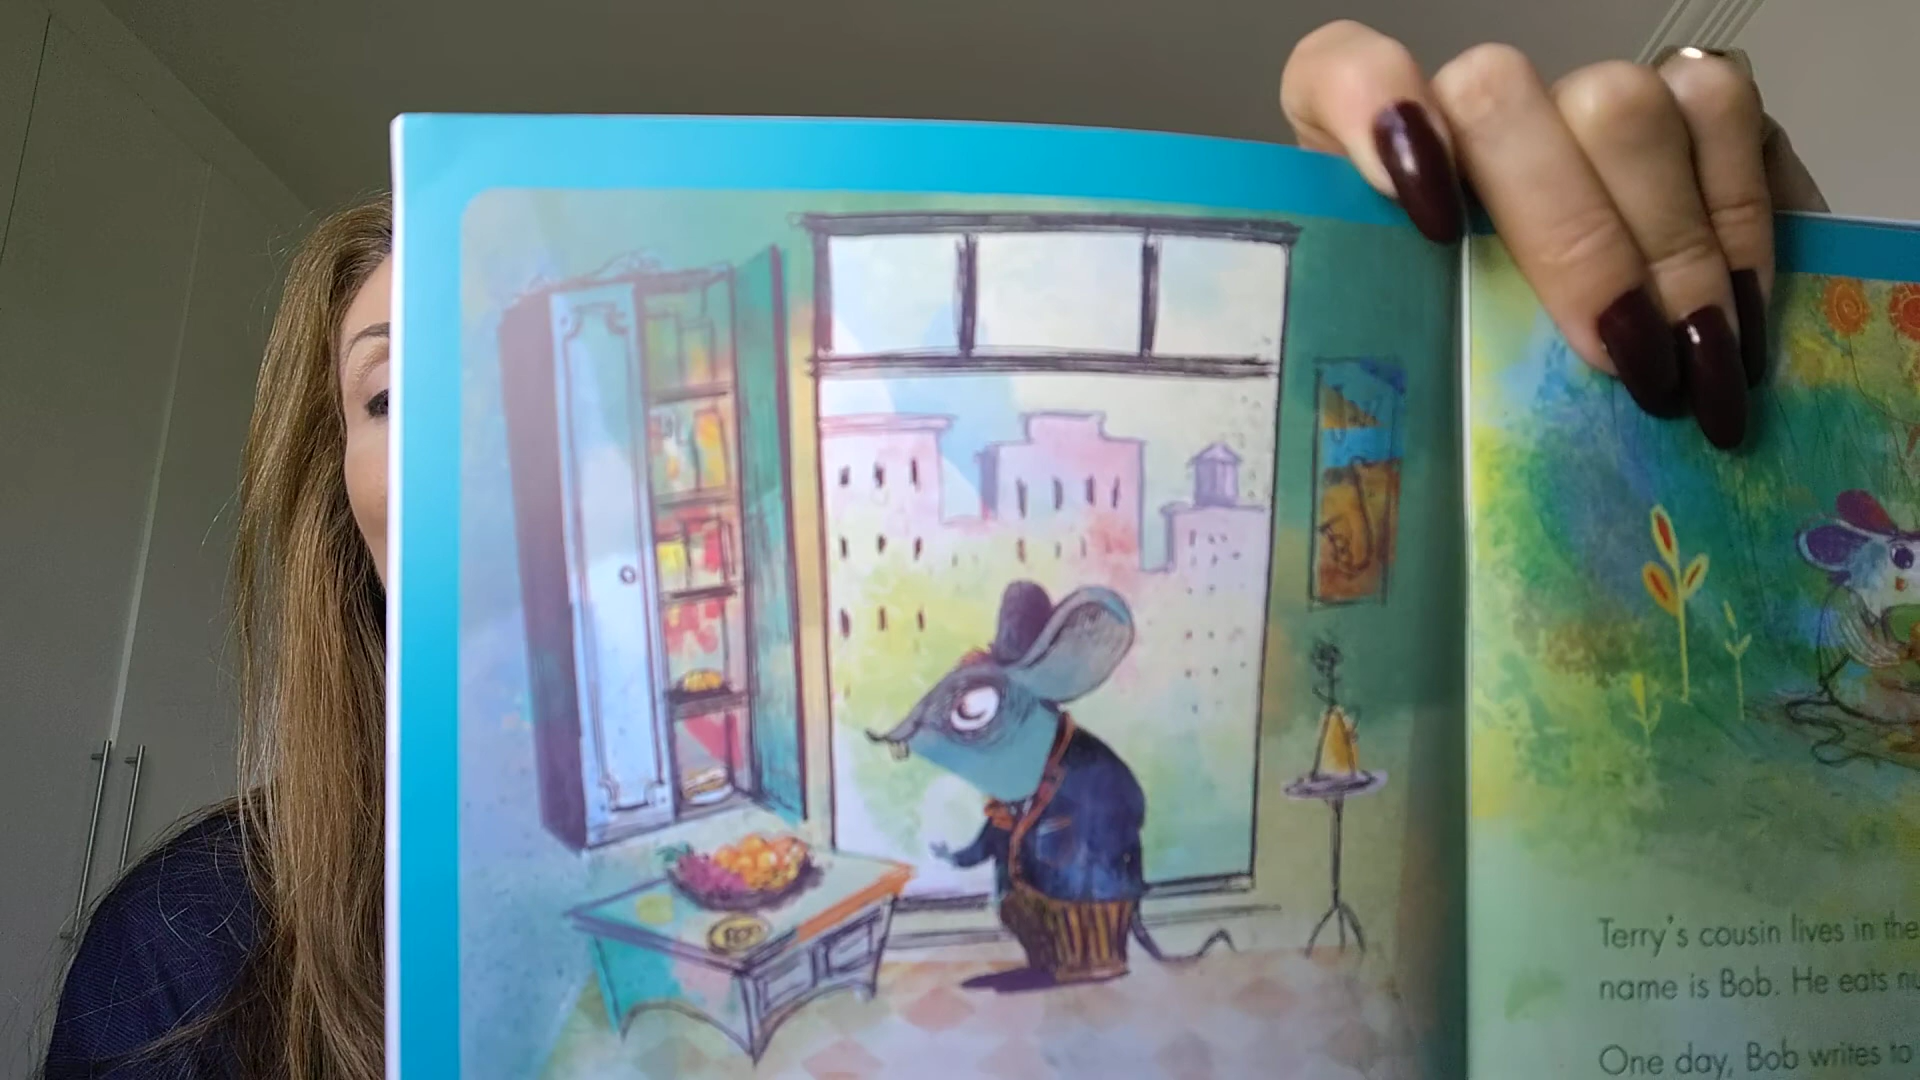 Terry's cousin lives in the
name is Bob. He eats
One day, Bob writes to